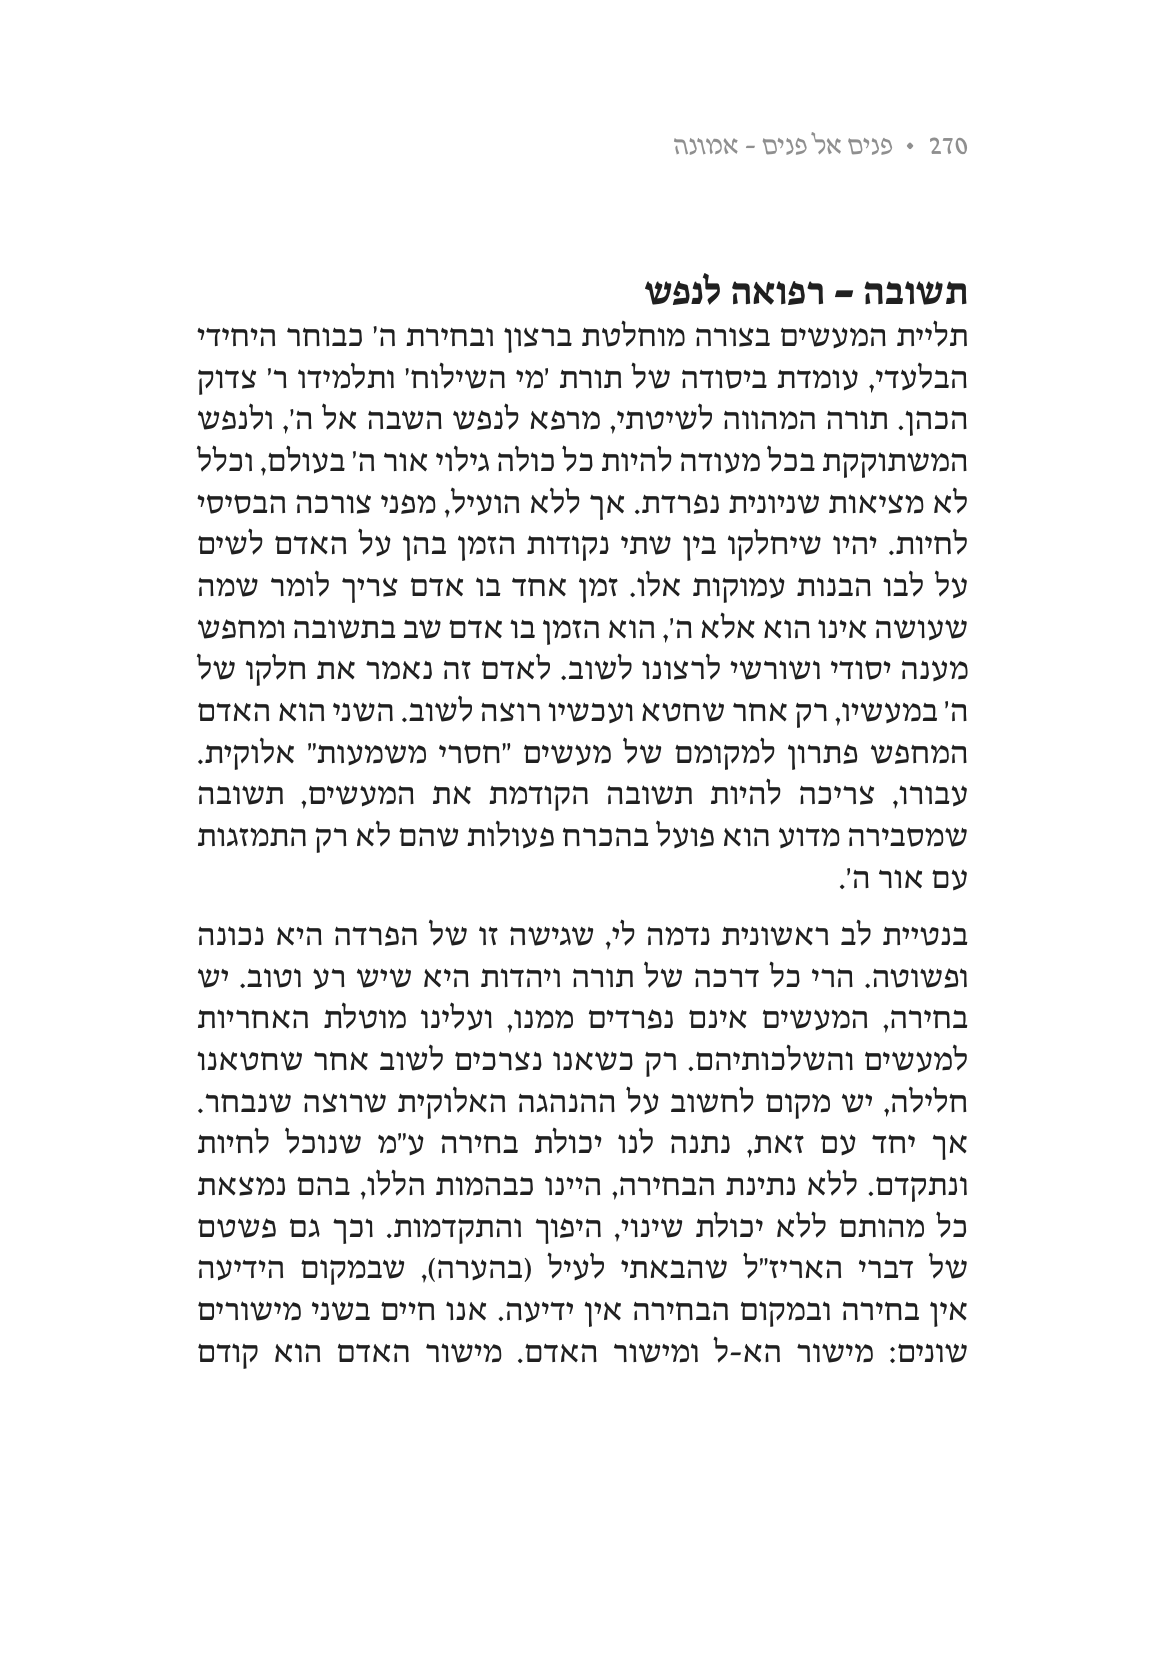 270 • פנים אל פנים – אמונה
תשובה – רפואה לנפש
תליית המעשים בצורה מוחלטת ברצון ובחירת ה' כבוחר היחידי
הבלעדי, עומדת ביסודה של תורת 'מי השילוח' ותלמידו ר' צדוק
הכהן. תורה המהווה לשיטתי, מרפא לנפש השבה אל ה', ולנפש
המשתוקקת בכל מעודה להיות כל כולה גילוי אור ה' בעולם, וכלל
לא מציאות שניונית נפרדת. אך ללא הועיל, מפני צורכה הבסיסי
לחיות. יהיו שיחלקו בין שתי נקודות הזמן בהן על האדם לשים
על לבו הבנות עמוקות אלו. זמן אחד בו אדם צריך לומר שמה
שעושה אינו הוא אלא ה', הוא הזמן בו אדם שב בתשובה ומחפש
מענה יסודי ושורשי לרצונו לשוב. לאדם זה נאמר את חלקו של
ה' במעשיו, רק אחר שחטא ועכשיו רוצה לשוב. השני הוא האדם
המחפש פתרון למקומם של מעשים "חסרי משמעות" אלוקית.
עבורו, צריכה להיות תשובה הקודמת את המעשים, תשובה
שמסבירה מדוע הוא פועל בהכרח פעולות שהם לא רק התמזגות
עם אור ה'.
בנטיית לב ראשונית נדמה לי, שגישה זו של הפרדה היא נכונה
ופשוטה. הרי כל דרכה של תורה ויהדות היא שיש רע וטוב. יש
בחירה, המעשים אינם נפרדים ממנו, ועלינו מוטלת האחריות
למעשים והשלכותיהם. רק כשאנו נצרכים לשוב אחר שחטאנו
חלילה, יש מקום לחשוב על ההנהגה האלוקית שרוצה שנבחר.
אך יחד עם זאת, נתנה לנו יכולת בחירה ע"מ שנוכל לחיות
ונתקדם. ללא נתינת הבחירה, היינו כבהמות הללו, בהם נמצאת
כל מהותם ללא יכולת שינוי, היפוך והתקדמות. וכך גם פשטם
של דברי האריז"ל שהבאתי לעיל (בהערה), שבמקום הידיעה
אין בחירה ובמקום הבחירה אין ידיעה. אנו חיים בשני מישורים
שונים: מישור הא-ל ומישור האדם. מישור האדם הוא קודם